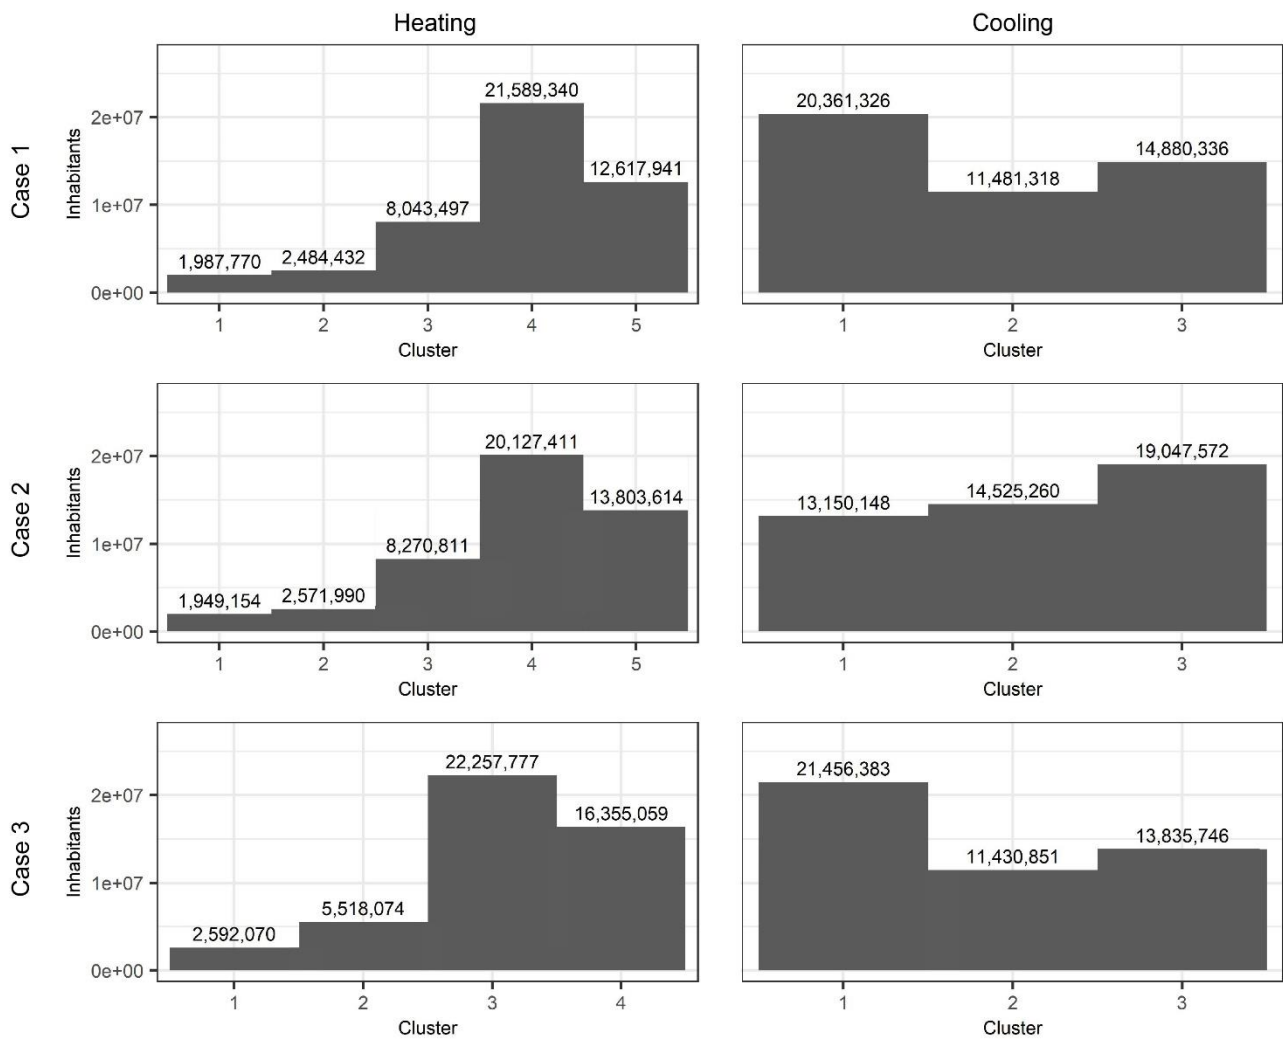 Heating
Cooling
Case 1
Inhabitants
2e+07
1e+07
0e+00
1,987,770
2,484,432
8,043,497
21,589,340
12,617,941
1 2 3 4 5
Cluster
20,361,326
11,481,318
14,880,336
1 2 3
Cluster
Case 2
Inhabitants
2e+07
1e+07
0e+00
1,949,154
2,571,990
8,270,811
20,127,411
13,803,614
1 2 3 4 5
Cluster
13,150,148
14,525,260
19,047,572
1 2 3
Cluster
Case 3
Inhabitants
2e+07
1e+07
0e+00
2,592,070
5,518,074
22,257,777
16,355,059
1 2 3 4
Cluster
21,456,383
11,430,851
13,835,746
1 2 3
Cluster